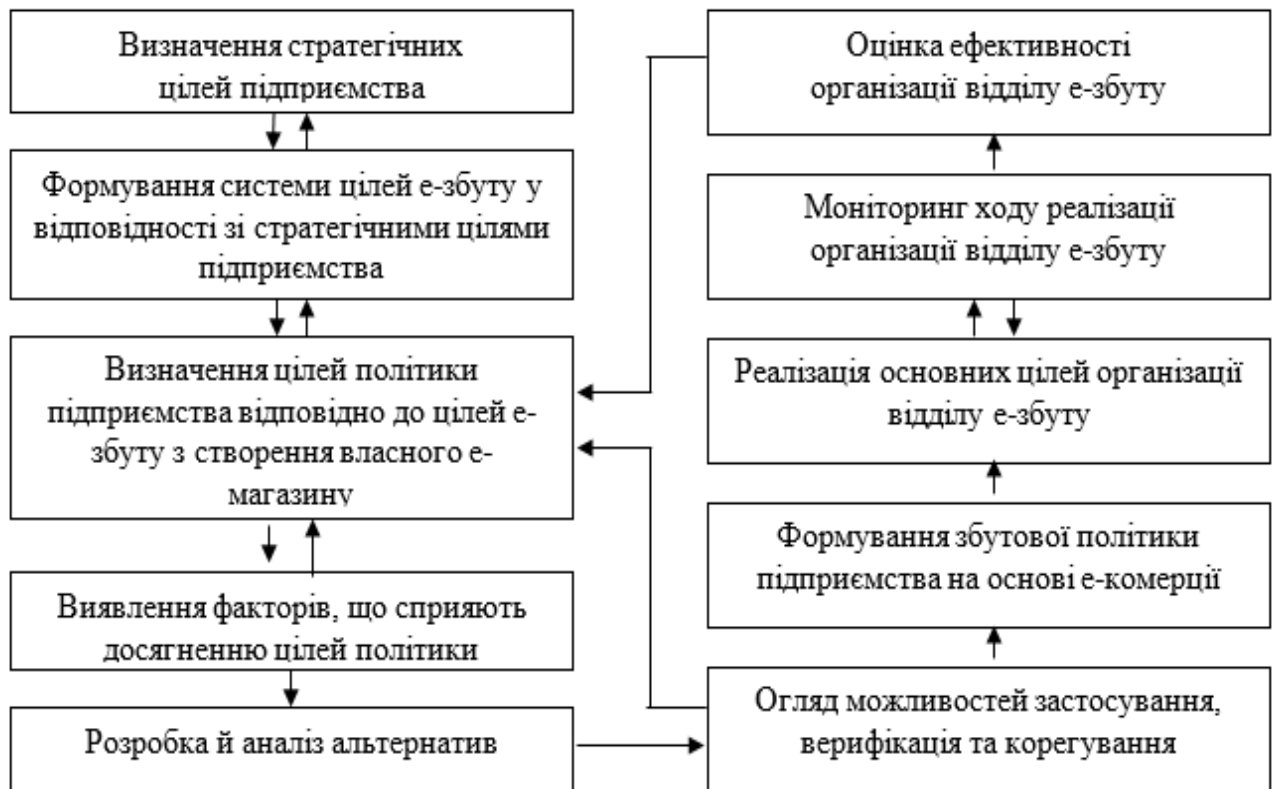 Визначення стратегічних
цілей підприємства
Формування системи цілей е-збуту у
відповідності зі стратегічними цілями
підприємства
Визначення цілей політики
підприємства відповідно до цілей е-
збуту з створення власного е-
магазину
Виявлення факторів, що сприяють
досягненню цілей політики
Розробка й аналіз альтернатив
Оцінка ефективності
організації відділу е-збуту
Моніторинг ходу реалізації
організації відділу е-збуту
Реалізація основних цілей організації
відділу е-збуту
Формування збутової політики
підприємства на основі е-комерції
Огляд можливостей застосування,
верифікація та корегування